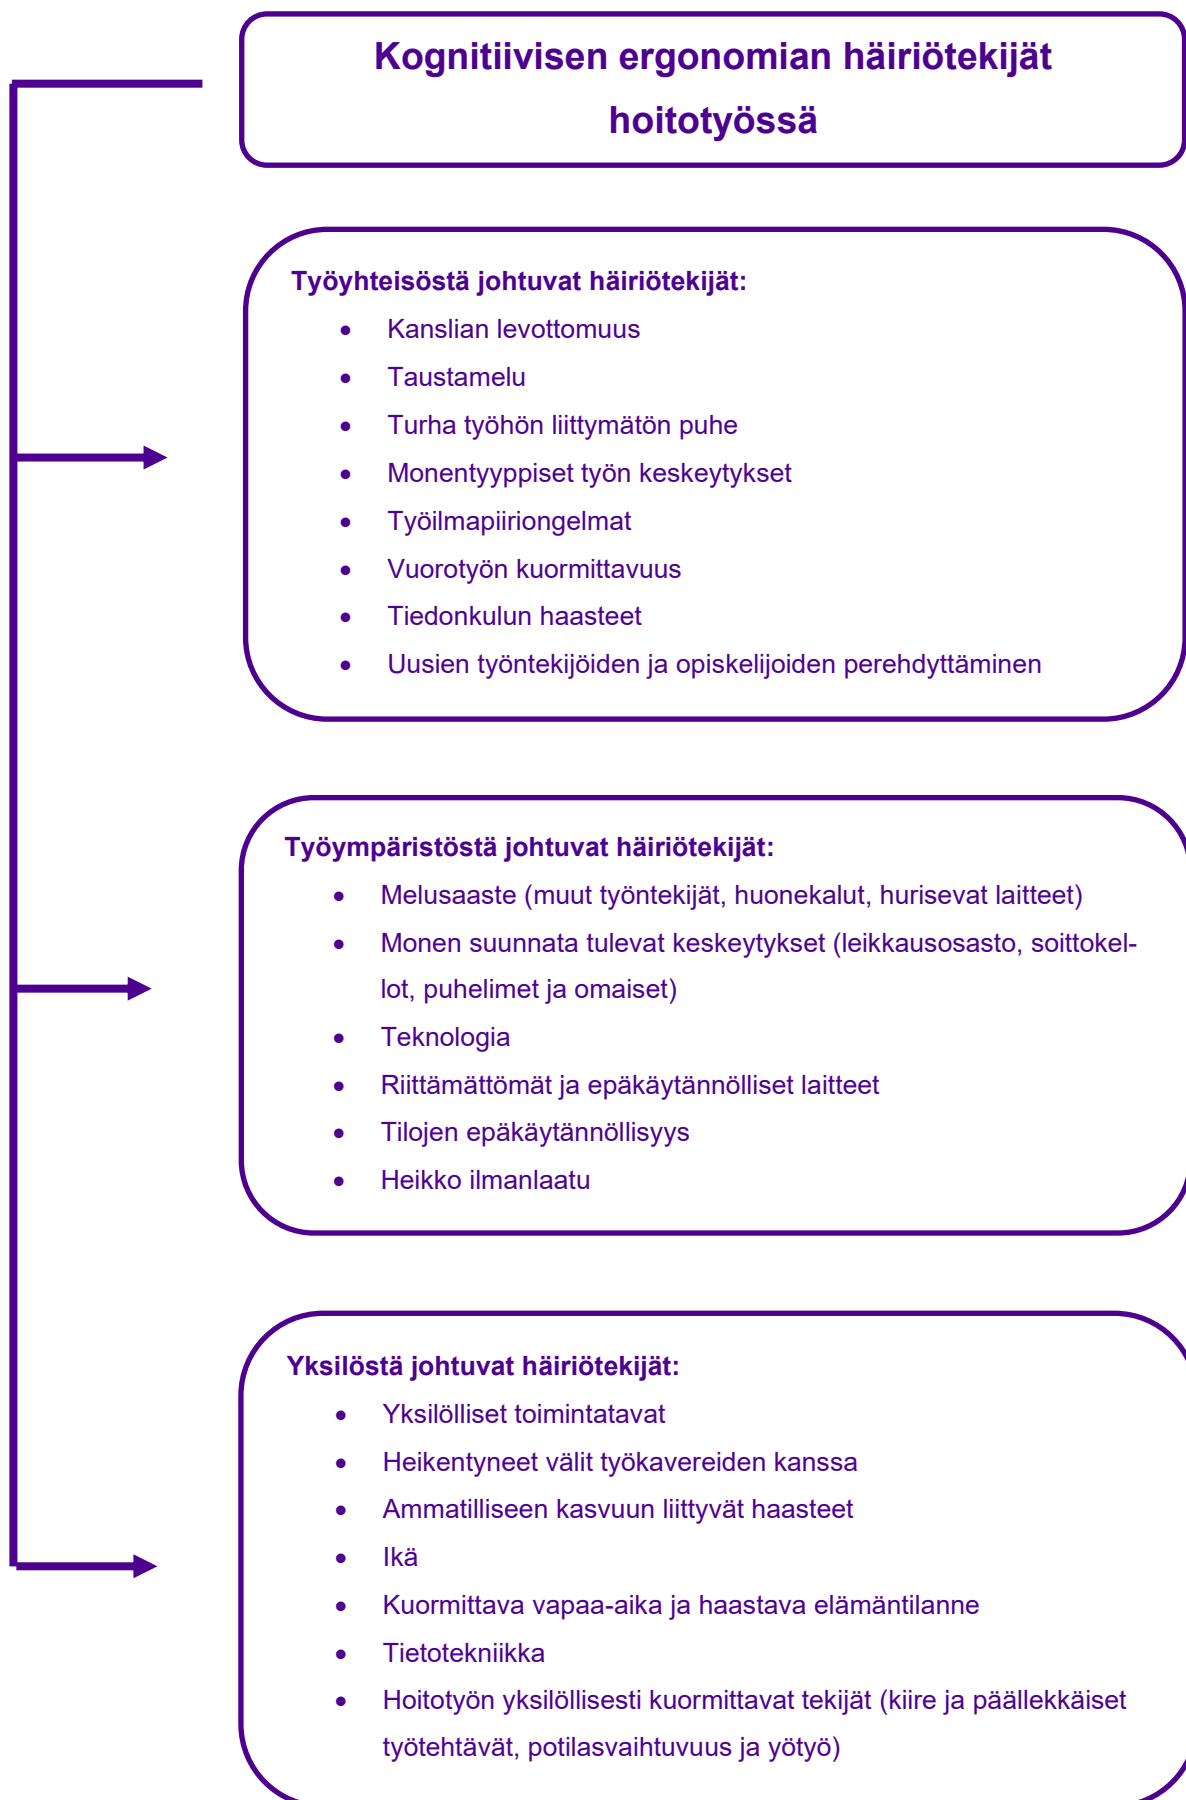 Kognitiivisen ergonomian häiriötekijät
hoitotyössä
Työyhteisöstä johtuvat häiriötekijät:
• Kanslian levottomuus
• Taustamelu
• Turha työhön liittymätön puhe
• Monentyyppiset työn keskeytykset
• Työilmapiiriongelmat
• Vuorotyön kuormittavuus
• Tiedonkulun haasteet
• Uusien työntekijöiden ja opiskelijoiden perehdyttäminen
Työympäristöstä johtuvat häiriötekijät:
• Melusaaste (muut työntekijät, huonekalut, hurisevat laitteet)
• Monen suunnata tulevat keskeytykset (leikkausosasto, soittokel-
lot, puhelimet ja omaiset)
• Teknologia
• Riittämättömät ja epäkäytännölliset laitteet
• Tilojen epäkäytännöllisyys
• Heikko ilmanlaatu
Yksilöstä johtuvat häiriötekijät:
• Yksilölliset toimintatavat
• Heikentyneet välit työkavereiden kanssa
• Ammatilliseen kasvuun liittyvät haasteet
• Ikä
• Kuormittava vapaa-aika ja haastava elämäntilanne
• Tietotekniikka
• Hoitotyön yksilöllisesti kuormittavat tekijät (kiire ja päällekkäiset
työtehtävät, potilasvaihtuvuus ja yötyö)